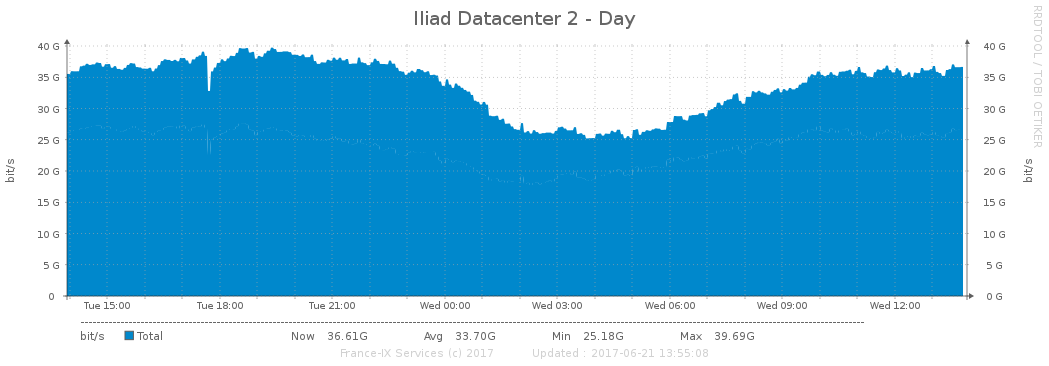 Iliad Datacenter 2 - Day
RRDTOOL / TOBI OETIKER
40 G 40 G
35 G 35 G
30 G 30 G
25 G 25 G
20 G 20 G
15 G 15 G
10 G 10 G
5 G 5 G
0 0 G
bit/s bit/s
Tue 15:00 Tue 18:00 Tue 21:00 Wed 00:00 Wed 03:00 Wed 06:00 Wed 09:00 Wed 12:00
bit/s Total Now 36.61G Avg 33.70G Min 25.18G Max 39.69G
France-IX Services (c) 2017 Updated : 2017-06-21 13:55:08